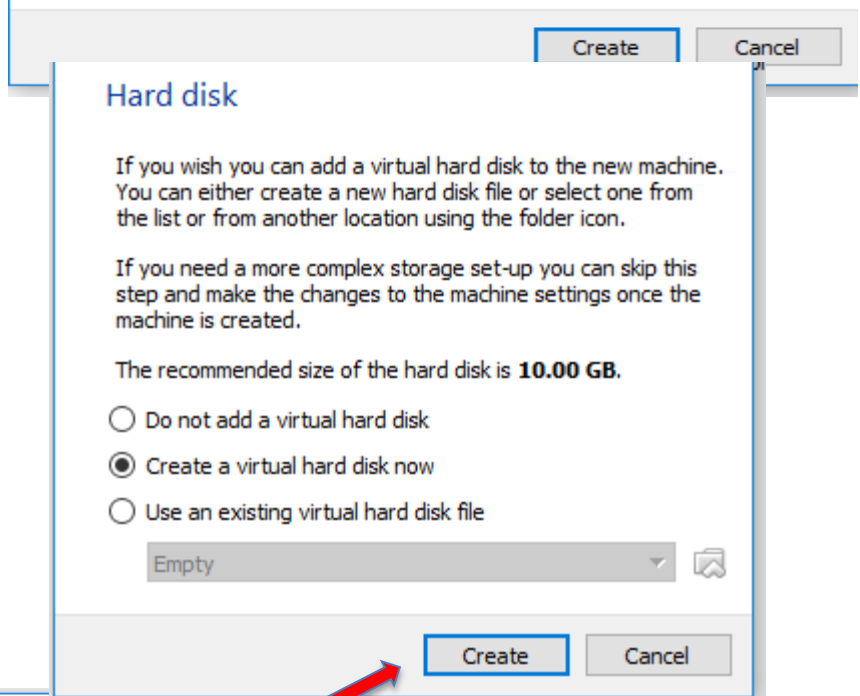 Create Cancel
Hard disk
If you wish you can add a virtual hard disk to the new machine.
You can either create a new hard disk file or select one from
the list or from another location using the folder icon.
If you need a more complex storage set-up you can skip this
step and make the changes to the machine settings once the
machine is created.
The recommended size of the hard disk is 10.00 GB.
Do not add a virtual hard disk
Create a virtual hard disk now
Use an existing virtual hard disk file
Empty
Create Cancel